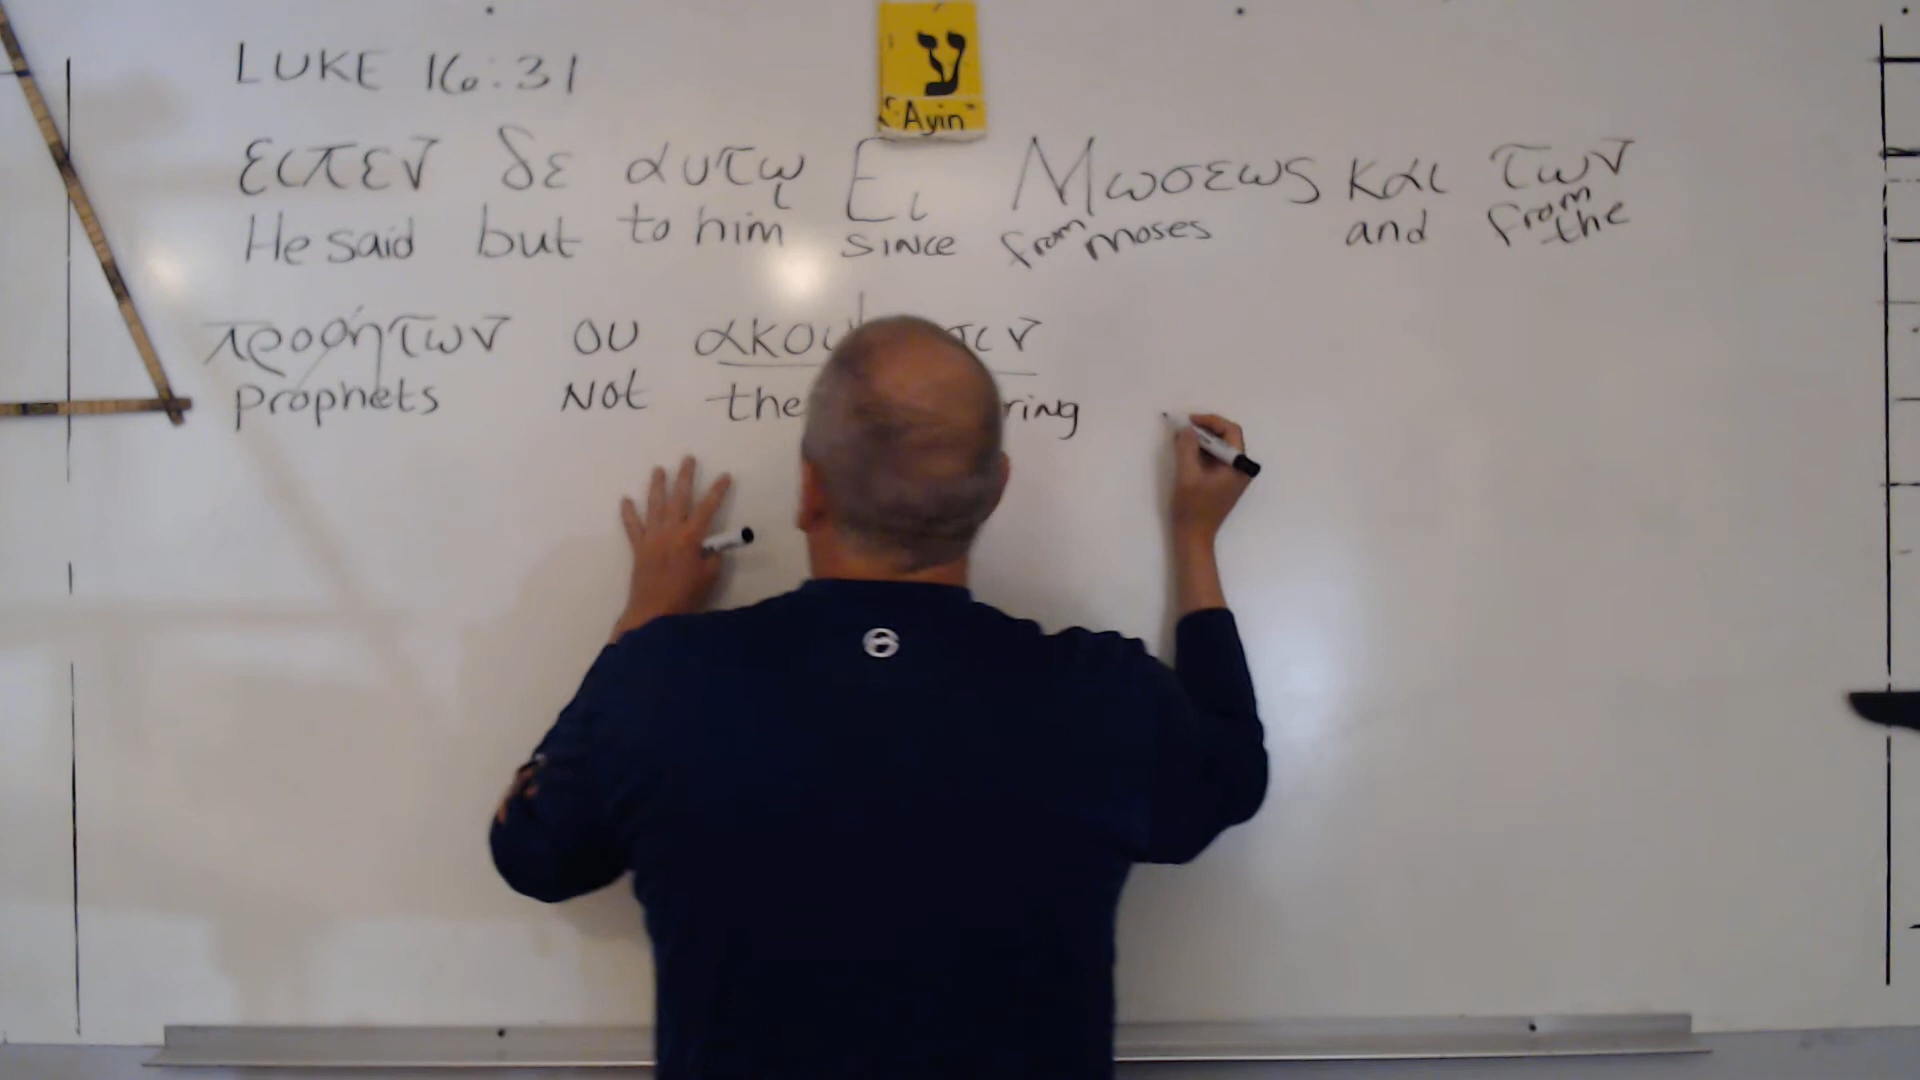 LUKE 16:31
ע
"Ayin"
ειπεν δε αυτῳ Ει Μωσεως και των
He said but to him since from moses and from the
προφητων ου
Prophets Not